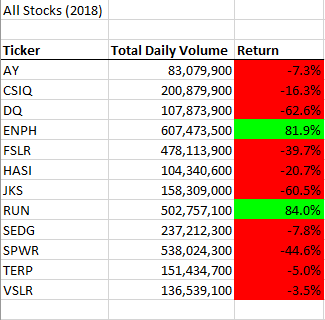 All Stocks (2018)
Ticker Total Daily Volume Return
AY 83,079,900 -7.3%
CSIQ 200,879,900 -16.3%
DQ 107,873,900 -62.6%
ENPH 607,473,500 81.9%
FSLR 478,113,900 -39.7%
HASI 104,340,600 -20.7%
JKS 158,309,000 -60.5%
RUN 502,757,100 84.0%
SEDG 237,212,300 -7.8%
SPWR 538,024,300 -44.6%
TERP 151,434,700 -5.0%
VSLR 136,539,100 -3.5%